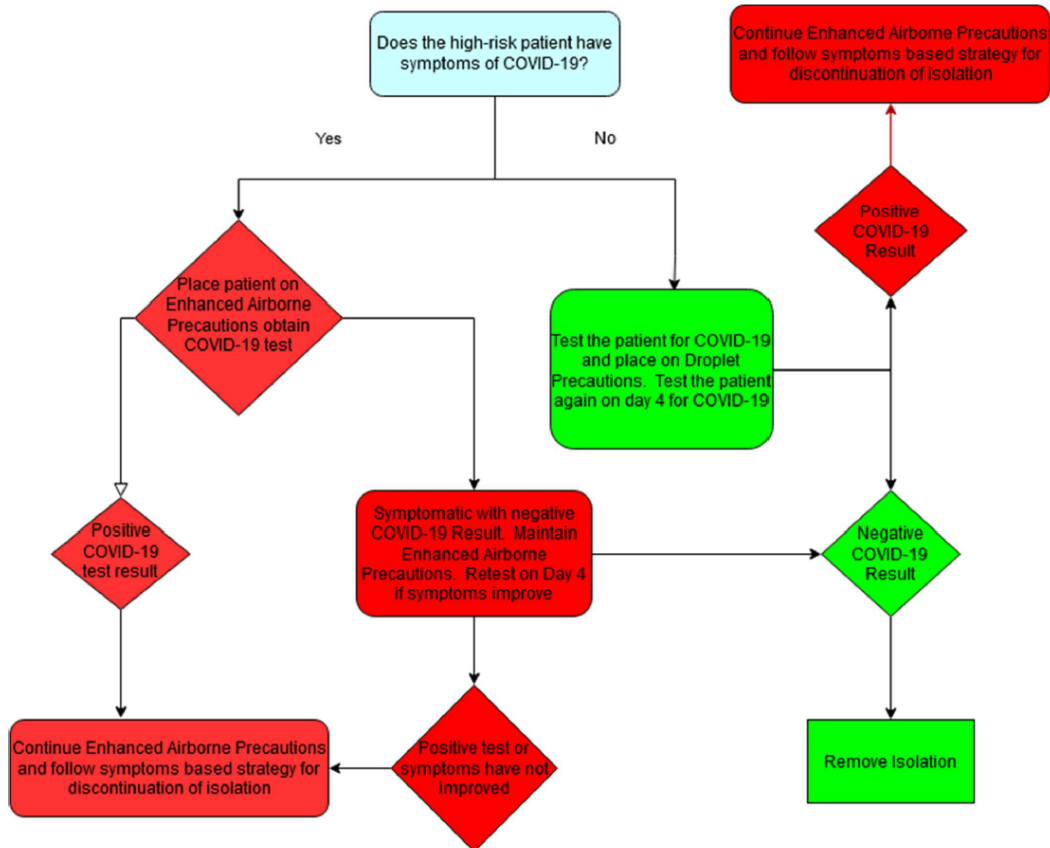 Does the high-risk patient have
symptoms of COVID-19?
Continue Enhanced Airborne Precautions
and follow symptoms based strategy for
discontinuation of isolation
Yes
No
Positive
COVID-19
Result
Place patient on
Enhanced Airborne
Precautions obtain
COVID-19 test
Test the patient for COVID-19
and place on Droplet
Precautions. Test the patient
again on day 4 for COVID-19
Positive
COVID-19
test result
Symptomatic with negative
COVID-19 Result. Maintain
Enhanced Airborne
Precautions. Retest on Day 4
if symptoms improve
Negative
COVID-19
Result
Continue Enhanced Airborne Precautions
and follow symptoms based strategy for
discontinuation of isolation
Positive test or
symptoms have not
improved
Remove Isolation